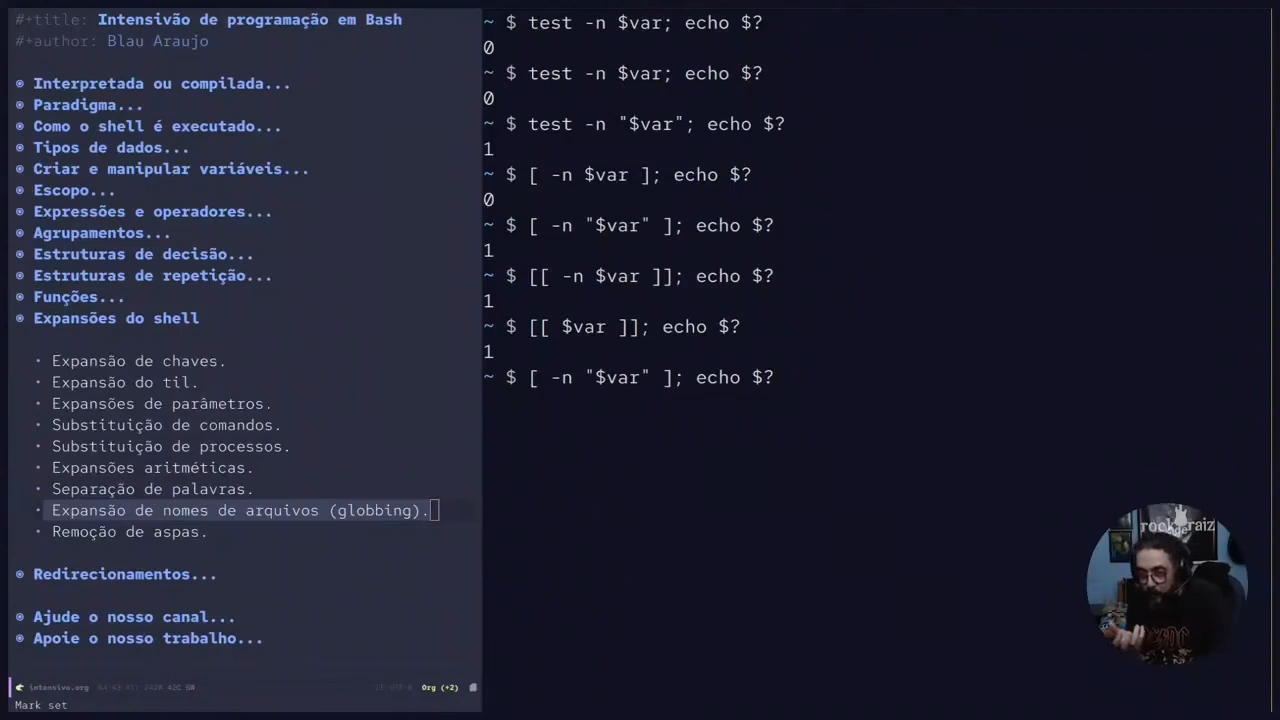 #+title: Intensivão de programação em Bash
#+author: Blau Araujo
Interpretada ou compilada...
Paradigma...
Como o shell é executado...
Tipos de dados...
Criar e manipular variáveis...
Escopo...
Expressões e operadores...
Agrupamentos...
Estruturas de decisão...
Estruturas de repetição...
Funções...
Expansões do shell
• Expansão de chaves.
• Expansão do til.
• Expansões de parâmetros.
• Substituição de comandos.
• Substituição de processos.
• Expansões aritméticas.
• Separação de palavras.
• Expansão de nomes de arquivos (globbing).
• Remoção de aspas.
Redirecionamentos...
Ajude o nosso canal...
Apoie o nosso trabalho...
intensivo.org
Org (+2)
Mark set
~ $ test -n $var; echo $?
0
~ $ test -n $var; echo $?
0
~ $ test -n "$var"; echo $?
1
~ $ [ -n $var ]; echo $?
0
~ $ [ -n "$var" ]; echo $?
1
~ $ [[ -n $var ]]; echo $?
1
~ $ [[ $var ]]; echo $?
1
~ $ [ -n "$var" ]; echo $?
rock raiz